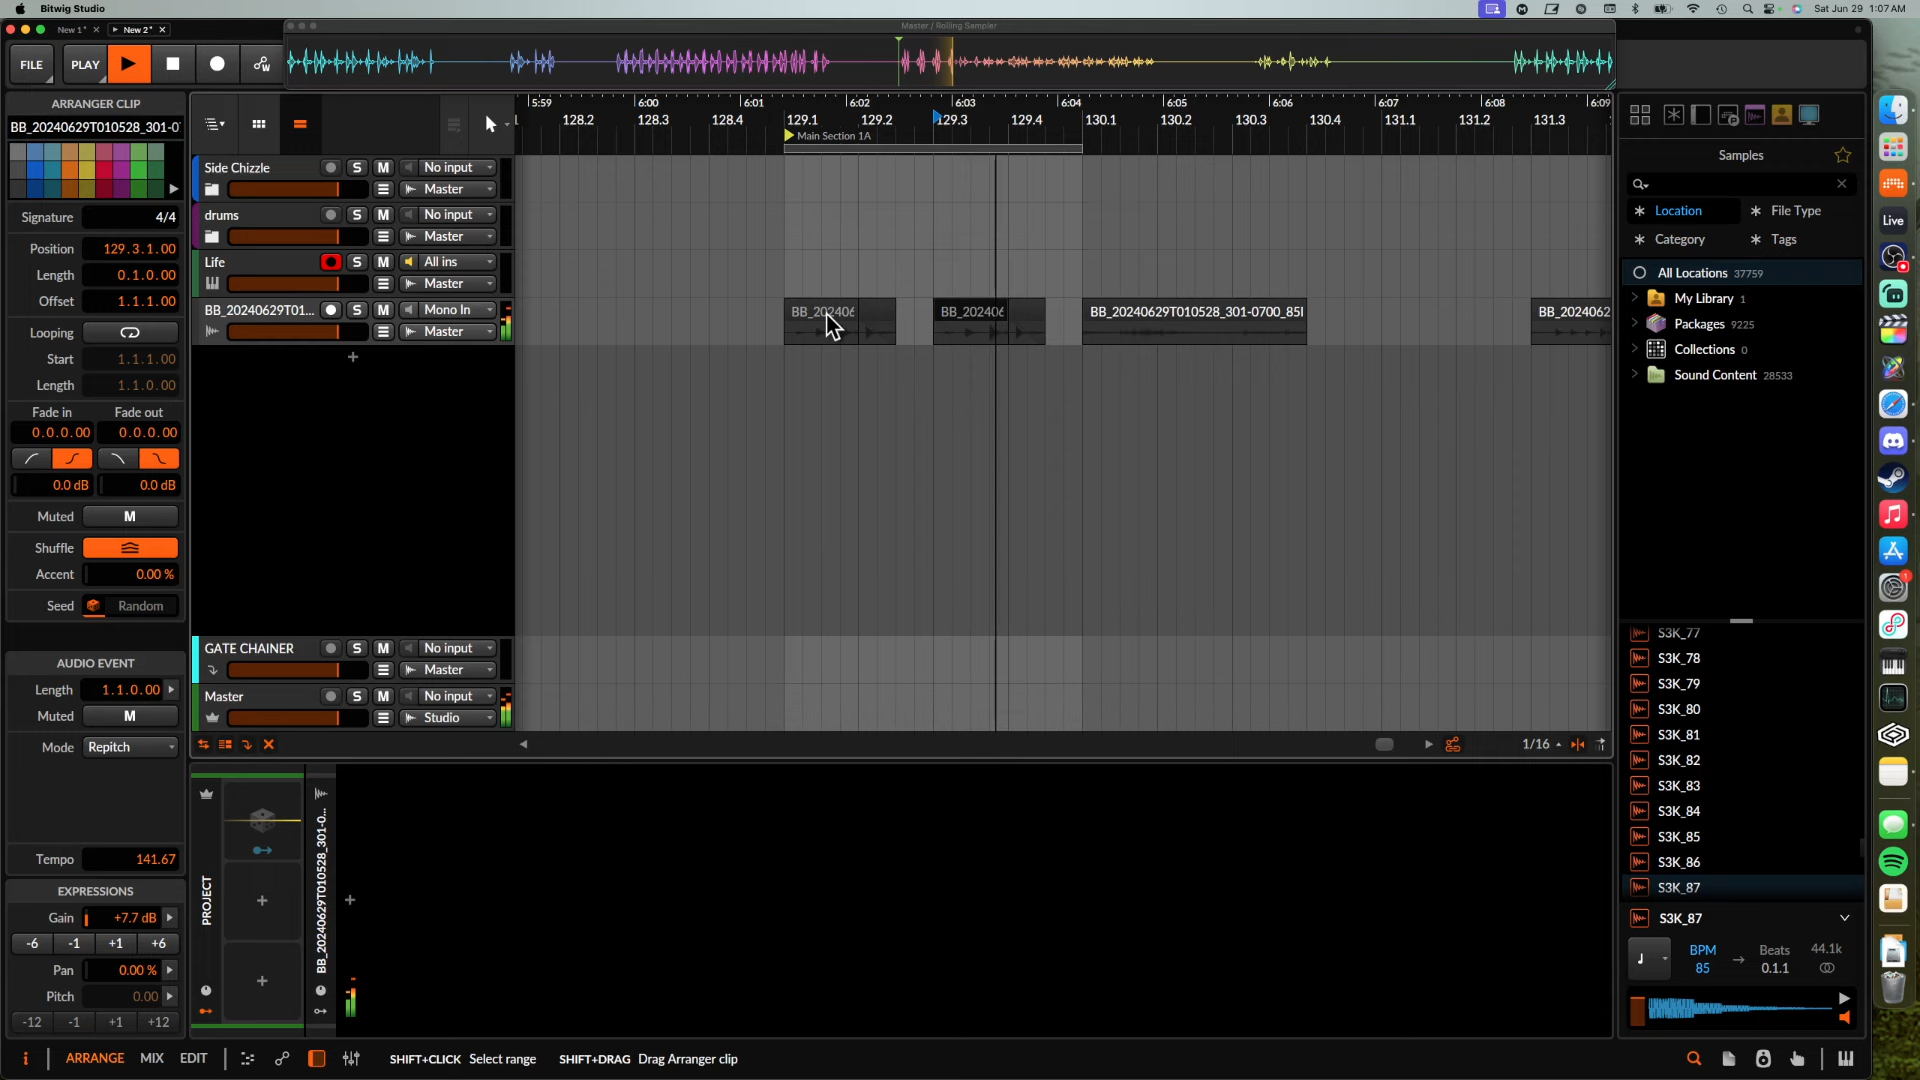 Bitwig Studio
Sat Jun 29 1:07 AM
New 1*
New 2*
Master / Rolling Sampler
FILE
PLAY
ARRANGER CLIP
BB_20240629T010528_301-0
Signature 4/4
Position 129.3.1.00
Length 0.1.0.00
Offset 1.1.1.00
Looping
Start 1.1.1.00
Length 1.1.0.00
Fade in Fade out
0.0.0.00 0.0.0.00
0.0 dB 0.0 dB
Muted M
Shuffle
Accent 0.00 %
Seed Random
AUDIO EVENT
Length 1.1.0.00
Muted M
Mode Repitch
Tempo 141.67
EXPRESSIONS
Gain +7.7 dB
-6 -1 +1 +6
Pan 0.00 %
Pitch 0.00
-12 -1 +1 +12
5:59 6:00 6:01 6:02 6:03 6:04 6:05 6:06 6:07 6:08 6:09
128.2 128.3 128.4 129.1 129.2 129.3 129.4 130.1 130.2 130.3 130.4 131.1 131.2 131.3
Main Section 1A
Side Chizzle S M No input
Master
drums S M No input
Master
Life S M All ins
Master
BB_20240629T01... S M Mono In
Master
BB_202406
BB_202406
BB_20240629T010528_301-0700_85
BB_2024062
GATE CHAINER S M No input
Master
Master S M No input
Studio
1/16
PROJECT
BB_20240629T010528_301-0...
Samples
Location
File Type
Category
Tags
All Locations 37759
My Library 1
Packages 9225
Collections 0
Sound Content 28533
S3K_77
S3K_78
S3K_79
S3K_80
S3K_81
S3K_82
S3K_83
S3K_84
S3K_85
S3K_86
S3K_87
S3K_87
BPM Beats 44.1k
85 0.1.1
Live
1
ARRANGE MIX EDIT
SHIFT+CLICK Select range
SHIFT+DRAG Drag Arranger clip